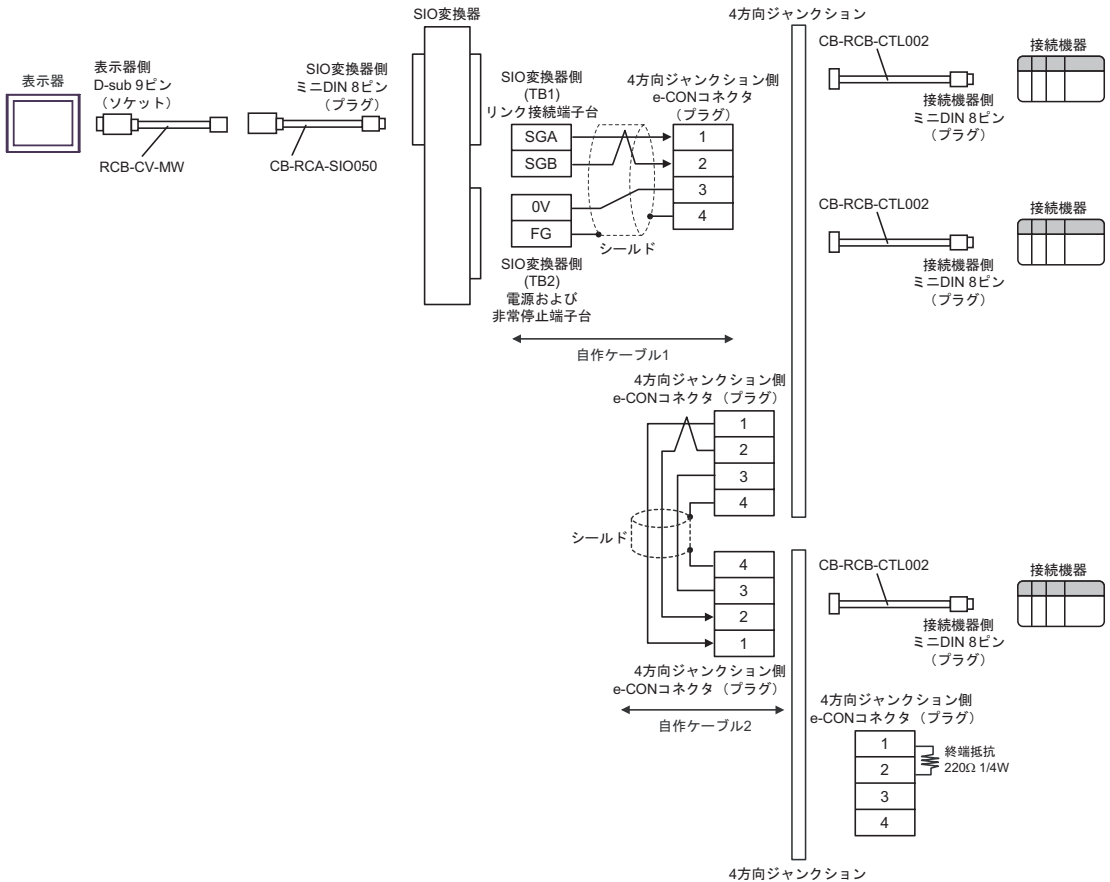 SIO変換器
4方向ジャンクション
表示器
表示器側
D-sub 9ピン
（ソケット）
RCB-CV-MW
SIO変換器側
ミニDIN 8ピン
（プラグ）
CB-RCA-SIO050
SIO変換器側
(TB1)
リンク接続端子台
SGA
SGB
0V
FG
SIO変換器側
(TB2)
電源および
非常停止端子台
シールド
4方向ジャンクション側
e-CONコネクタ
（プラグ）
1
2
3
4
自作ケーブル1
CB-RCB-CTL002
接続機器側
ミニDIN 8ピン
（プラグ）
接続機器
CB-RCB-CTL002
接続機器側
ミニDIN 8ピン
（プラグ）
接続機器
4方向ジャンクション側
e-CONコネクタ（プラグ）
1
2
3
4
シールド
4
3
2
1
4方向ジャンクション側
e-CONコネクタ（プラグ）
自作ケーブル2
CB-RCB-CTL002
接続機器側
ミニDIN 8ピン
（プラグ）
接続機器
4方向ジャンクション側
e-CONコネクタ（プラグ）
1
2
3
4
終端抵抗
220Ω 1/4W
4方向ジャンクション